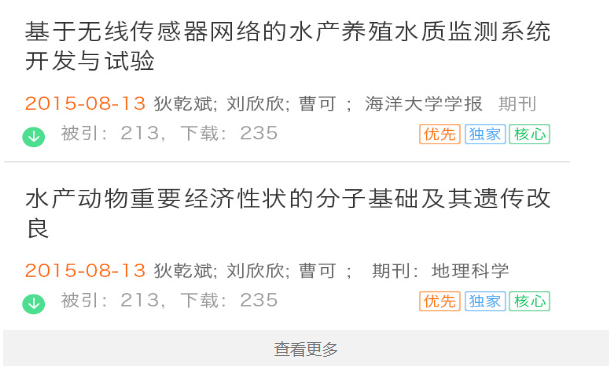 基于无线传感器网络的水产养殖水质监测系统
开发与试验
2015-08-13 狄乾斌; 刘欣欣; 曹可 ； 海洋大学学报 期刊
被引：213，下载：235 优先 独家 核心
水产动物重要经济性状的分子基础及其遗传改
良
2015-08-13 狄乾斌; 刘欣欣; 曹可 ； 期刊：地理科学
被引：213，下载：235 优先 独家 核心
查看更多